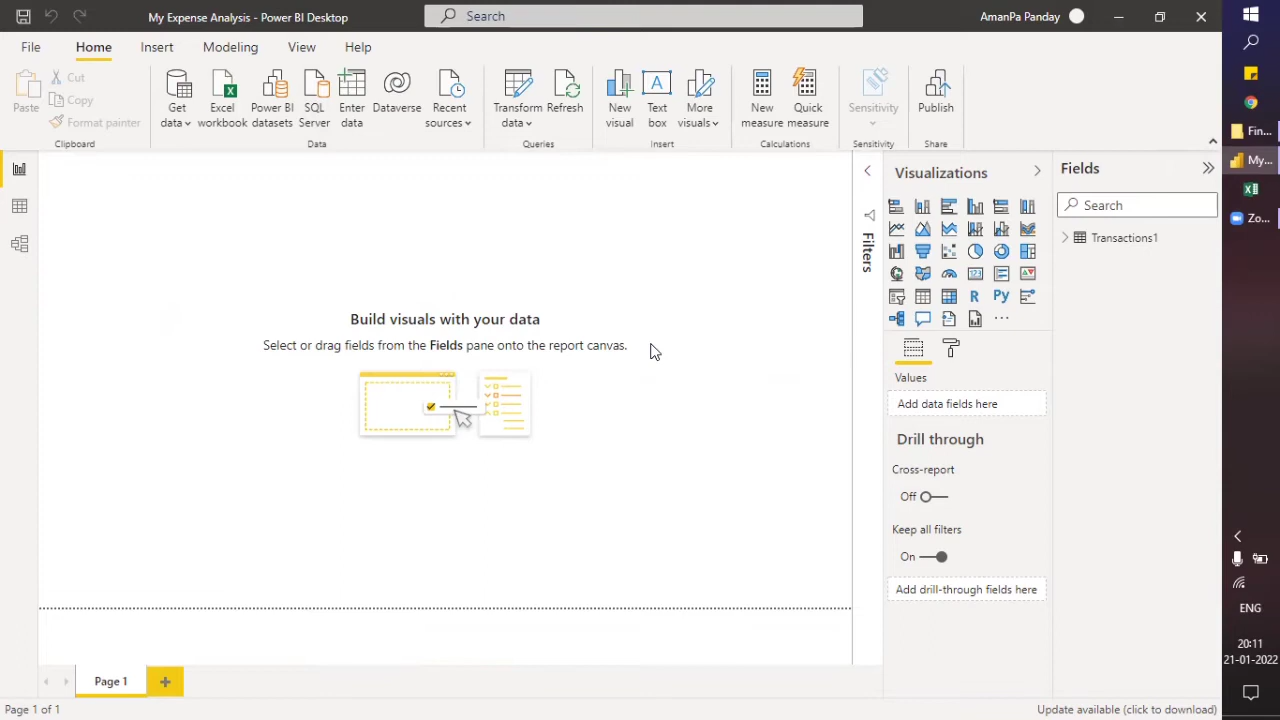 My Expense Analysis - Power BI Desktop
Search
AmanPa Panday
File
Home
Insert
Modeling
View
Help
Paste
Cut
Copy
Format painter
Get data
Excel workbook
Power BI datasets
SQL Server
Enter data
Dataverse
Recent sources
Transform data
Refresh
New visual
Text box
More visuals
New measure
Quick measure
Sensitivity
Publish
Clipboard
Data
Queries
Insert
Calculations
Sensitivity
Share
Build visuals with your data
Select or drag fields from the Fields pane onto the report canvas.
Filters
Visualizations
R
Py
Values
Add data fields here
Drill through
Cross-report
Off
Keep all filters
On
Add drill-through fields here
Fields
Search
Transactions1
Page 1
Page 1 of 1
Update available (click to download)
Fin...
My...
Zo...
ENG
20:11
21-01-2022